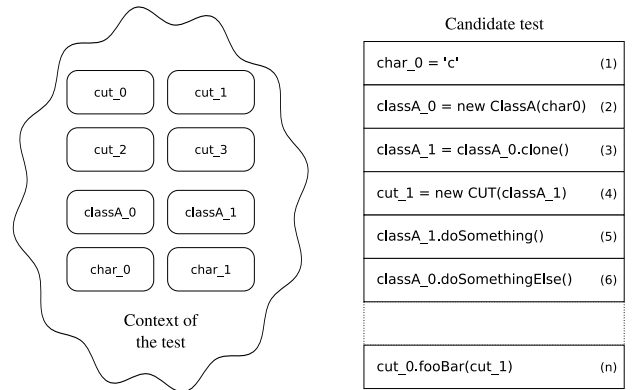 Candidate test
cut_0
cut_1
cut_2
cut_3
classA_0
classA_1
char_0
char_1
Context of
the test
char_0 = 'c' (1)
classA_0 = new ClassA(char0) (2)
classA_1 = classA_0.clone() (3)
cut_1 = new CUT(classA_1) (4)
classA_1.doSomething() (5)
classA_0.doSomethingElse() (6)
cut_0.fooBar(cut_1) (n)